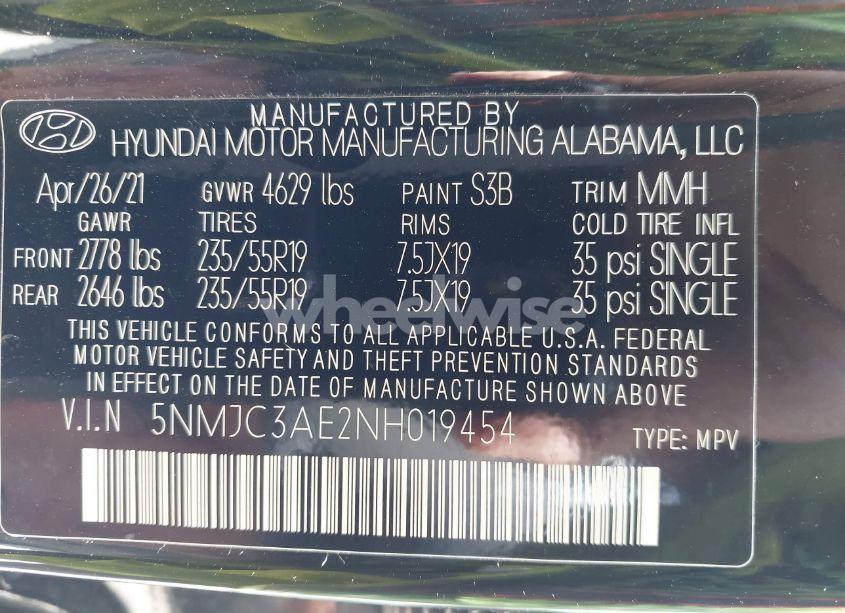 MANUFACTURED BY
HYUNDAI MOTOR MANUFACTURING ALABAMA, LLC
Apr/26/21 GVWR 4629 lbs PAINT S3B TRIM MMH
GAWR TIRES RIMS COLD TIRE INFL
FRONT 2778 lbs 235/55R19 7.5JX19 35 psi SINGLE
REAR 2646 lbs 235/55R19 7.5JX19 35 psi SINGLE
wheelwise
THIS VEHICLE CONFORMS TO ALL APPLICABLE U.S.A. FEDERAL
MOTOR VEHICLE SAFETY AND THEFT PREVENTION STANDARDS
IN EFFECT ON THE DATE OF MANUFACTURE SHOWN ABOVE
V.I.N 5NMJC3AE2NH019454 TYPE: MPV